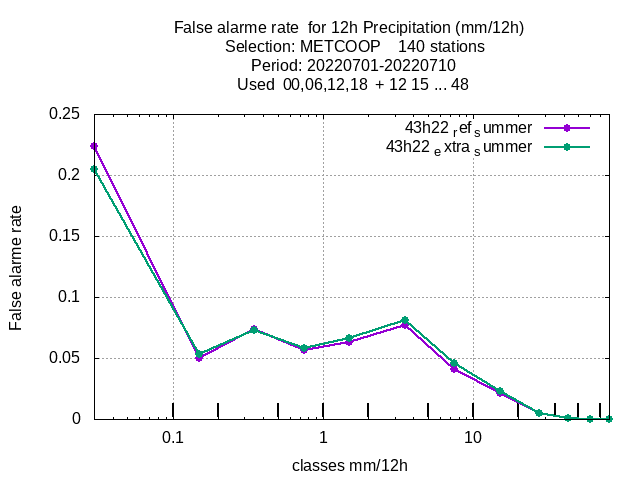 False alarme rate  for 12h Precipitation (mm/12h)
Selection: METCOOP    140 stations
Period: 20220701-20220710
Used  00,06,12,18  + 12 15 ... 48
43h22 ref summer
43h22 extra summer
0.25
0.2
0.15
0.1
0.05
0
False alarme rate
0.1 1 10
classes mm/12h